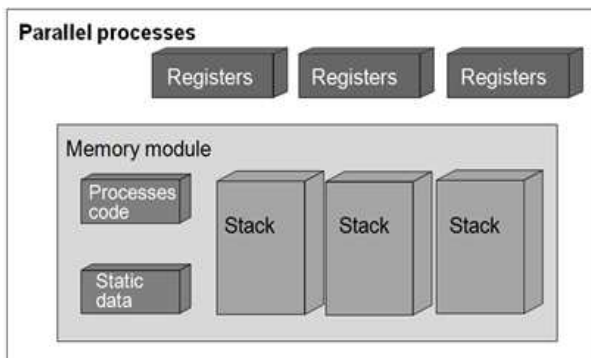 Parallel processes
Registers Registers Registers
Memory module
Processes
code
Stack Stack Stack
Static
data